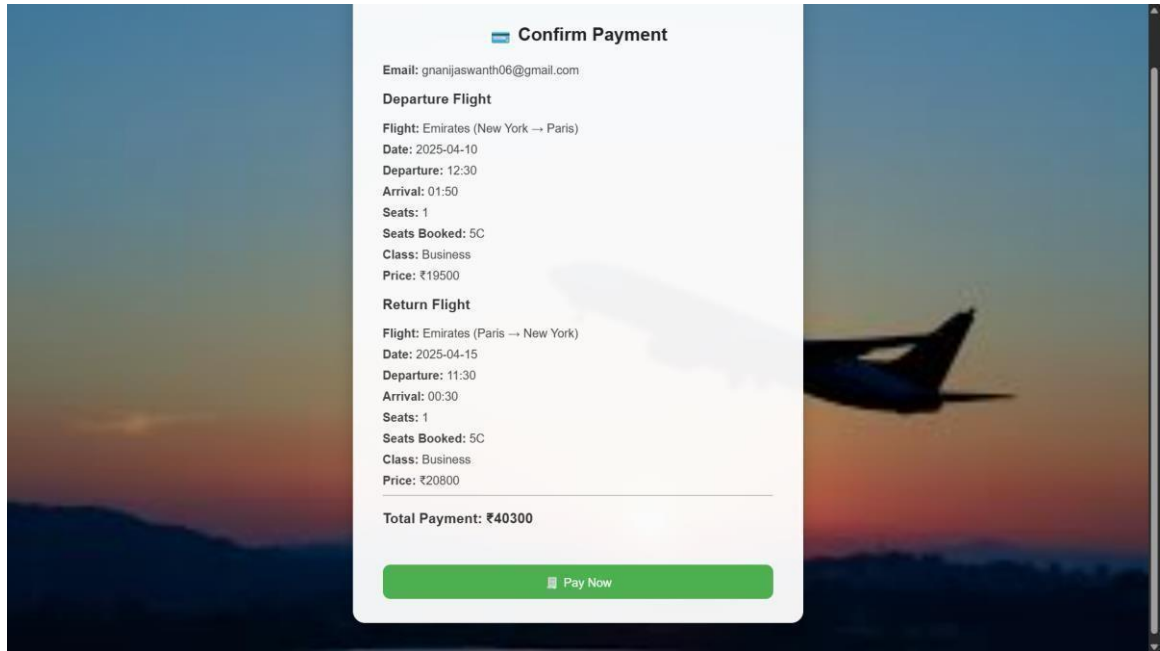 Confirm Payment
Email: gnanijaswanth06@gmail.com
Departure Flight
Flight: Emirates (New York → Paris)
Date: 2025-04-10
Departure: 12:30
Arrival: 01:50
Seats: 1
Seats Booked: 5C
Class: Business
Price: ₹19500
Return Flight
Flight: Emirates (Paris → New York)
Date: 2025-04-15
Departure: 11:30
Arrival: 00:30
Seats: 1
Seats Booked: 5C
Class: Business
Price: ₹20800
Total Payment: ₹40300
Pay Now